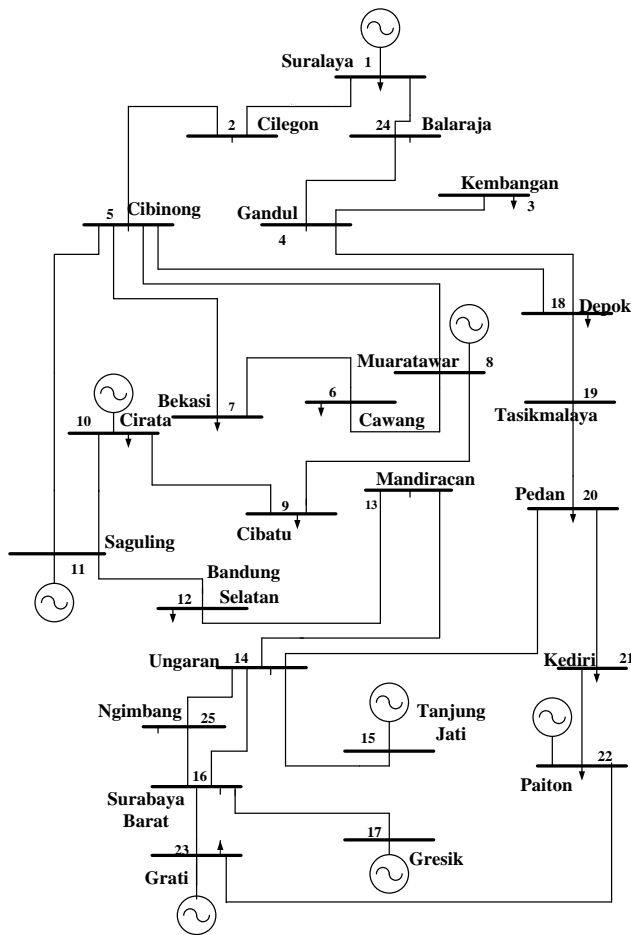 Suralaya 1
2 Cilegon
24 Balaraja
Kembangan
3
5 Cibinong
Gandul
4
18 Depok
Muaratawar 8
Bekasi 7
6 Cawang
19
Tasikmalaya
10 Cirata
Mandiracan
13
Pedan 20
9
Cibatu
Saguling
11
Bandung
12 Selatan
Ungaran 14
Kediri 21
Ngimbang 25
Tanjung
15 Jati
22
Paiton
16
Surabaya
Barat
17
Gresik
23
Grati